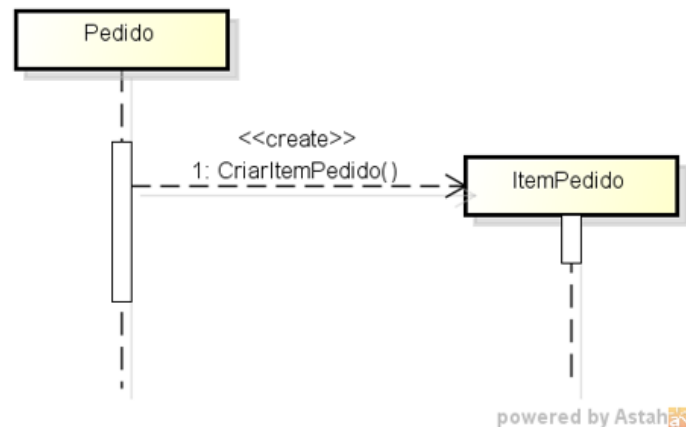 Pedido
<<create>>
1: CriarItemPedido()
ItemPedido
powered by Astah